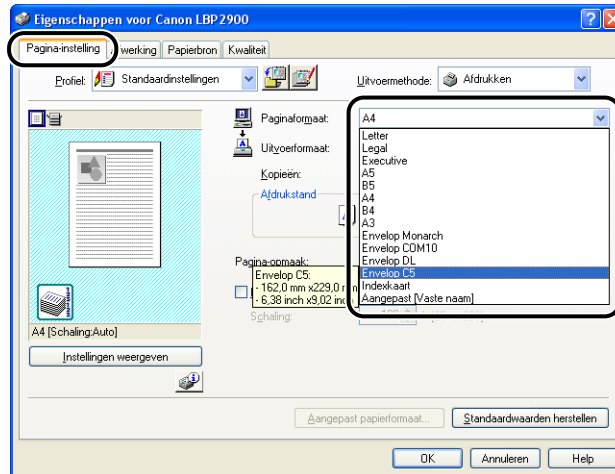 Eigenschappen voor Canon LBP2900
Pagina-instelling
werking
Papierbron
Kwaliteit
Profiel:
Standaardinstellingen
Uitvoermethode:
Afdrukken
Paginaformaat:
A4
Letter
Legal
Executive
A5
B5
A4
B4
A3
Envelop Monarch
Envelop COM10
Envelop DL
Envelop C5
Indexkaart
Aangepast [Vaste naam]
Uitvoerformaat:
Kopieën:
Afdrukstand
Pagina-opmaak:
Envelop C5:
- 162,0 mm x229,0 mm
- 6,38 inch x9,02 inch
Schaling:
A4 [Schaling:Auto]
Instellingen weergeven
Aangepast papierformaat...
Standaardwaarden herstellen
OK
Annuleren
Help